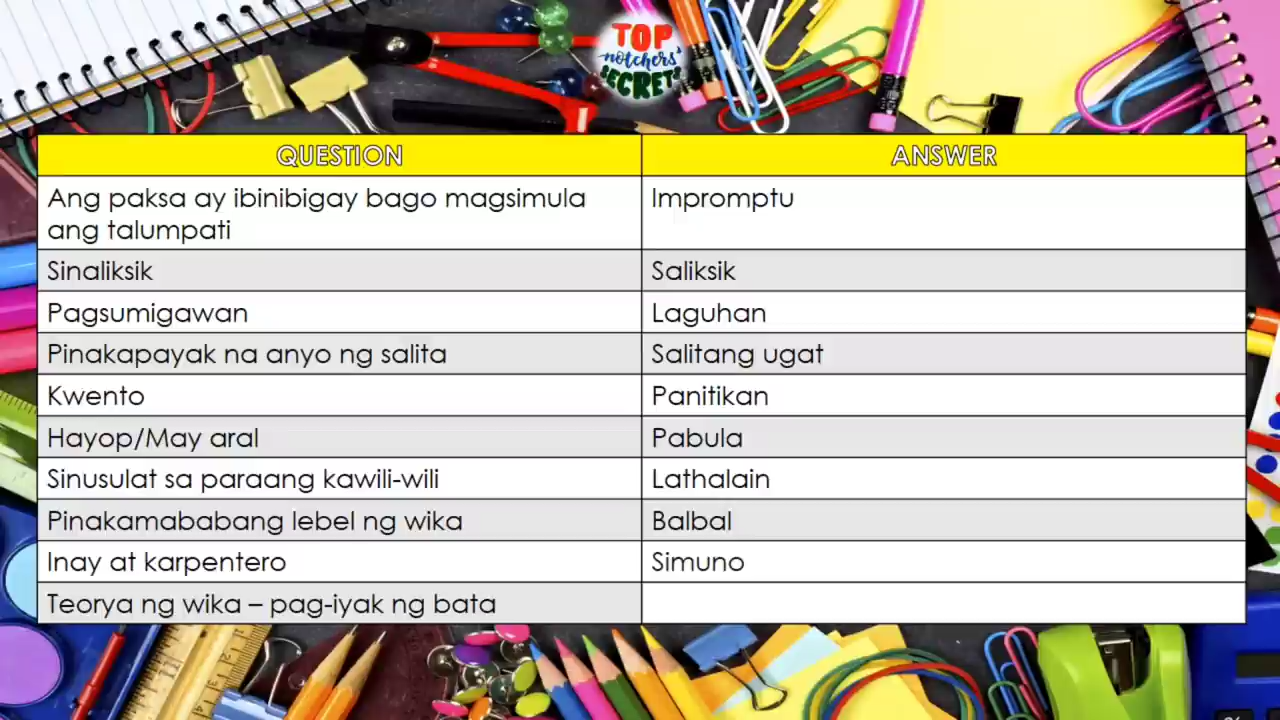 TOP
notchers'
SECRETS
QUESTION
ANSWER
Ang paksa ay ibinibigay bago magsimula
ang talumpati
Impromptu
Sinaliksik
Saliksik
Pagsumigawan
Laguhan
Pinakapayak na anyo ng salita
Salitang ugat
Kwento
Panitikan
Hayop/May aral
Pabula
Sinusulat sa paraang kawili-wili
Lathalain
Pinakamababang lebel ng wika
Balbal
Inay at karpentero
Simuno
Teorya ng wika – pag-iyak ng bata